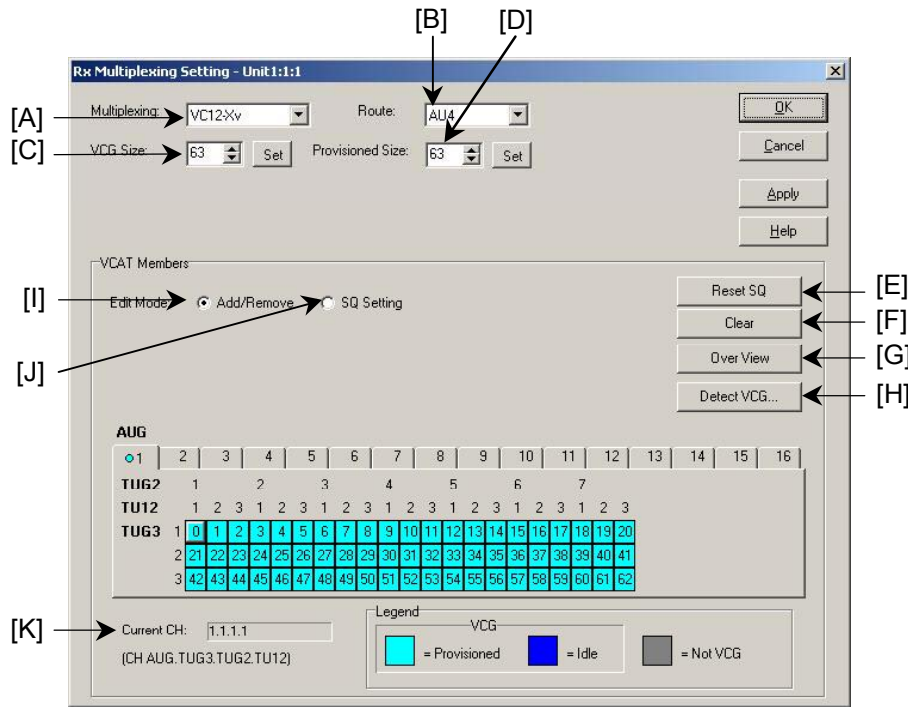 [B] [D]
Rx Multiplexing Setting - Unit1:1:1
[A] Multiplexing: VC12-Xv Route: AU4 OK
[C] VCG Size: 63 Set Provisioned Size: 63 Set Cancel
Apply
Help
VCAT Members
[I] Edit Mode: Add/Remove SQ Setting Reset SQ [E]
Clear [F]
[J] Over View [G]
Detect VCG... [H]
AUG
1 2 3 4 5 6 7 8 9 10 11 12 13 14 15 16
TUG2 1 2 3 4 5 6 7
TU12 1 2 3 1 2 3 1 2 3 1 2 3 1 2 3 1 2 3 1 2 3
TUG3 1 0 1 2 3 4 5 6 7 8 9 10 11 12 13 14 15 16 17 18 19 20
2 21 22 23 24 25 26 27 28 29 30 31 32 33 34 35 36 37 38 39 40 41
3 42 43 44 45 46 47 48 49 50 51 52 53 54 55 56 57 58 59 60 61 62
Legend
VCG
[K] Current CH: 1.1.1.1
= Provisioned = Idle = Not VCG
(CH AUG.TUG3.TUG2.TU12)